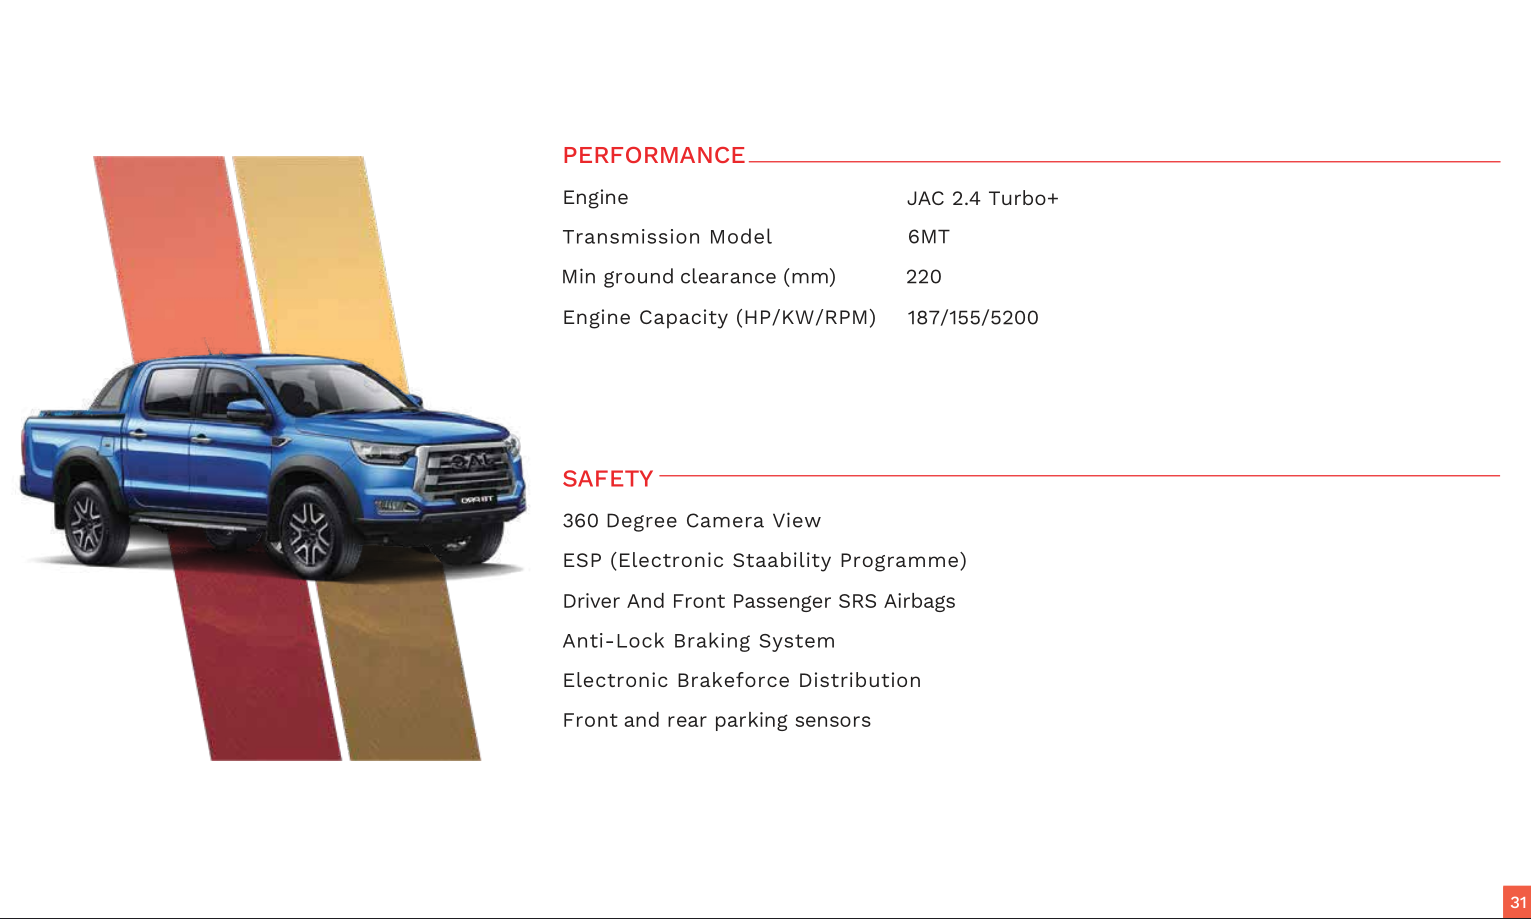 PERFORMANCE
Engine JAC 2.4 Turbo+
Transmission Model 6MT
Min ground clearance (mm) 220
Engine Capacity (HP/KW/RPM) 187/155/5200
SAFETY
360 Degree Camera View
ESP (Electronic Staability Programme)
Driver And Front Passenger SRS Airbags
Anti-Lock Braking System
Electronic Brakeforce Distribution
Front and rear parking sensors
JAC
31